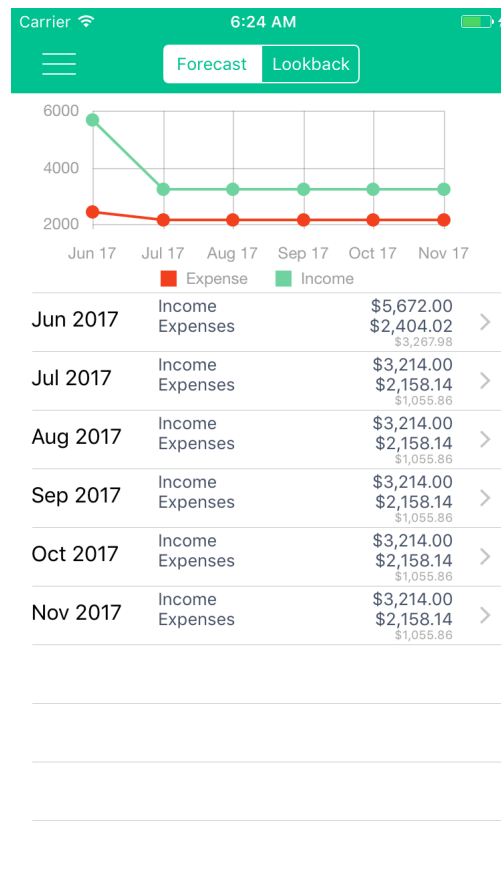 Carrier 6:24 AM
Forecast Lookback
6000
4000
2000
Jun 17 Jul 17 Aug 17 Sep 17 Oct 17 Nov 17
Expense Income
Jun 2017
Income $5,672.00
Expenses $2,404.02
$3,267.98
Jul 2017
Income $3,214.00
Expenses $2,158.14
$1,055.86
Aug 2017
Income $3,214.00
Expenses $2,158.14
$1,055.86
Sep 2017
Income $3,214.00
Expenses $2,158.14
$1,055.86
Oct 2017
Income $3,214.00
Expenses $2,158.14
$1,055.86
Nov 2017
Income $3,214.00
Expenses $2,158.14
$1,055.86